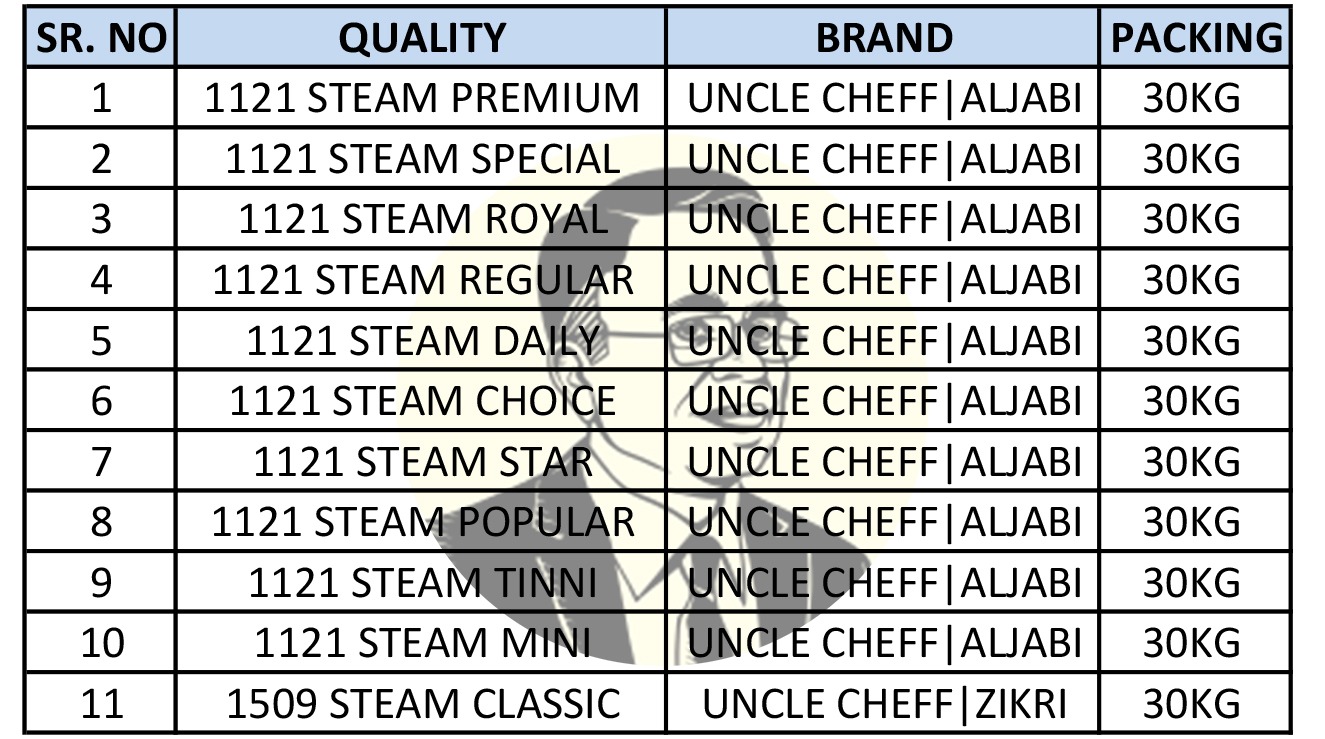 SR. NO QUALITY BRAND PACKING
1 1121 STEAM PREMIUM UNCLE CHEFF|ALJABI 30KG
2 1121 STEAM SPECIAL UNCLE CHEFF|ALJABI 30KG
3 1121 STEAM ROYAL UNCLE CHEFF|ALJABI 30KG
4 1121 STEAM REGULAR UNCLE CHEFF|ALJABI 30KG
5 1121 STEAM DAILY UNCLE CHEFF|ALJABI 30KG
6 1121 STEAM CHOICE UNCLE CHEFF|ALJABI 30KG
7 1121 STEAM STAR UNCLE CHEFF|ALJABI 30KG
8 1121 STEAM POPULAR UNCLE CHEFF|ALJABI 30KG
9 1121 STEAM TINNI UNCLE CHEFF|ALJABI 30KG
10 1121 STEAM MINI UNCLE CHEFF|ALJABI 30KG
11 1509 STEAM CLASSIC UNCLE CHEFF|ZIKRI 30KG